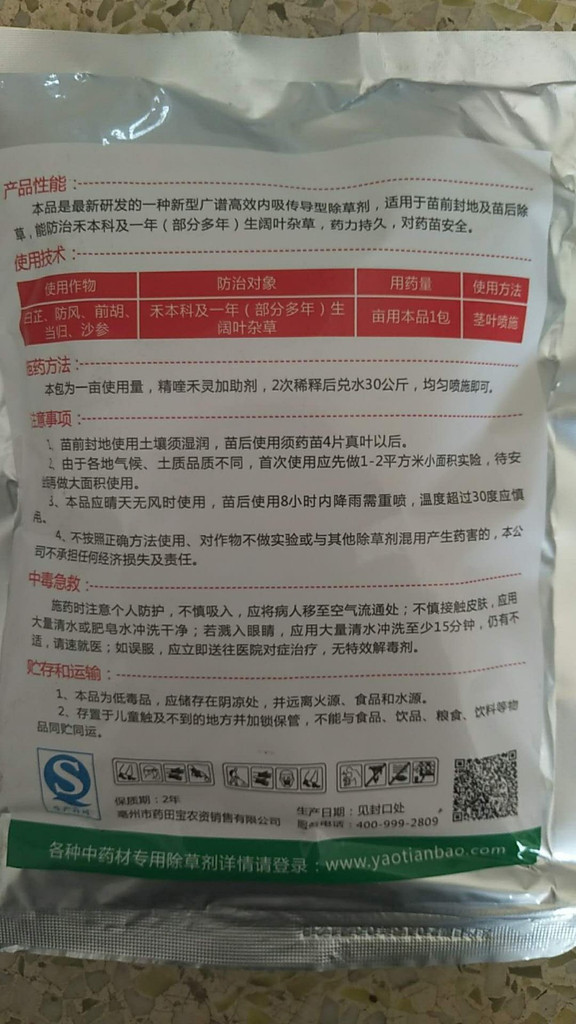 产品性能：
本品是最新研发的一种新型广谱高效内吸传导型除草剂，适用于苗前封地及苗后除
草，能防治禾本科及一年（部分多年）生阔叶杂草，药力持久，对药苗安全。
使用技术：
使用作物 防治对象 用药量 使用方法
白芷、防风、前胡、 禾本科及一年（部分多年）生 亩用本品1包 茎叶喷施
当归、沙参 阔叶杂草
医药方法：
本包为一亩使用量，精喹禾灵加助剂，2次稀释后兑水30公斤，均匀喷施即可。
注意事项：
1、苗前封地使用土壤须湿润，苗后使用须药苗4片真叶以后。
2、由于各地气候、土质品质不同，首次使用应先做1-2平方米小面积实验，待安
再做大面积使用。
3、本品应晴天无风时使用，苗后使用8小时内降雨需重喷，温度超过30度应慎
用。
4、不按照正确方法使用、对作物不做实验或与其他除草剂混用产生药害的，本公
司不承担任何经济损失及责任。
中毒急救：
施药时注意个人防护，不慎吸入，应将病人移至空气流通处；不慎接触皮肤，应用
大量清水或肥皂水冲洗干净；若溅入眼睛，应用大量清水冲洗至少15分钟，仍有不
适，请速就医；如误服，应立即送往医院对症治疗，无特效解毒剂。
贮存和运输：
1、本品为低毒品，应储存在阴凉处，并远离火源、食品和水源。
2、存置于儿童触及不到的地方并加锁保管，不能与食品、饮品、粮食、饮料等物
品同贮同运。
保质期：2年 生产日期：见封口处
亳州市药田宝农资销售有限公司 电话：400-999-2809
各种中药材专用除草剂详情请登录：www.yaotianbao.com